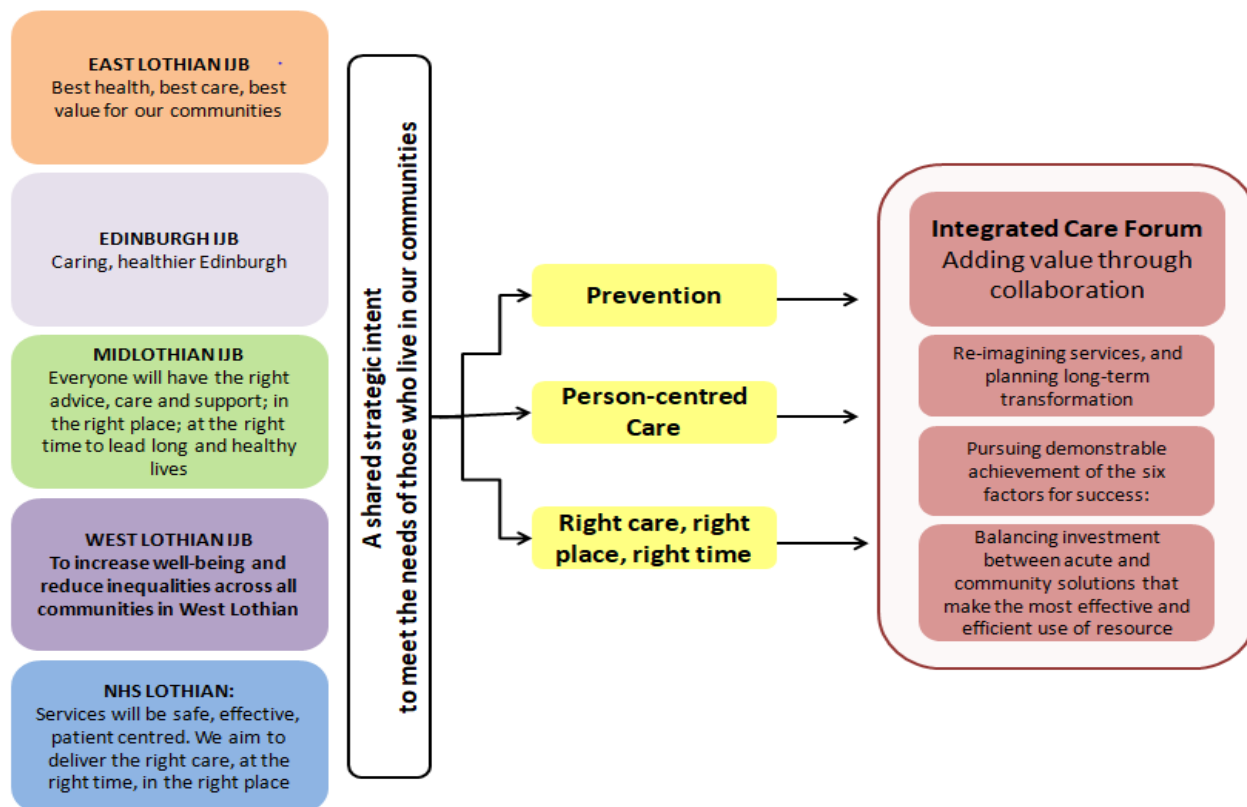 EAST LOTHIAN IJB
Best health, best care, best
value for our communities
EDINBURGH IJB
Caring, healthier Edinburgh
MIDLOTHIAN IJB
Everyone will have the right
advice, care and support; in
the right place; at the right
time to lead long and healthy
lives
WEST LOTHIAN IJB
To increase well-being and
reduce inequalities across all
communities in West Lothian
NHS LOTHIAN:
Services will be safe, effective,
patient centred. We aim to
deliver the right care, at the
right time, in the right place
A shared strategic intent
to meet the needs of those who live in our communities
Prevention
Person-centred
Care
Right care, right
place, right time
Integrated Care Forum
Adding value through
collaboration
Re-imagining services, and
planning long-term
transformation
Pursuing demonstrable
achievement of the six
factors for success:
Balancing investment
between acute and
community solutions that
make the most effective and
efficient use of resource